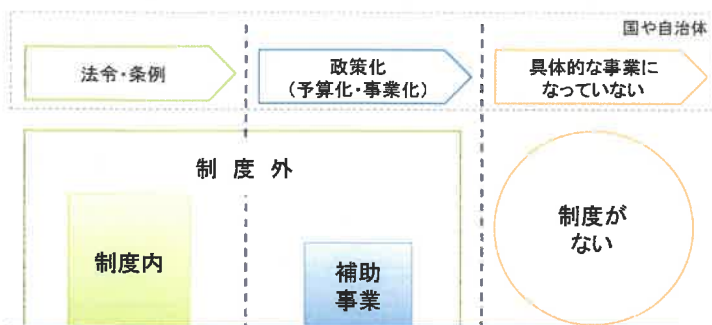 国や自治体
法令・条例
政策化
(予算化・事業化)
具体的な事業に
なっていない
制度外
制度内
補助
事業
制度が
ない